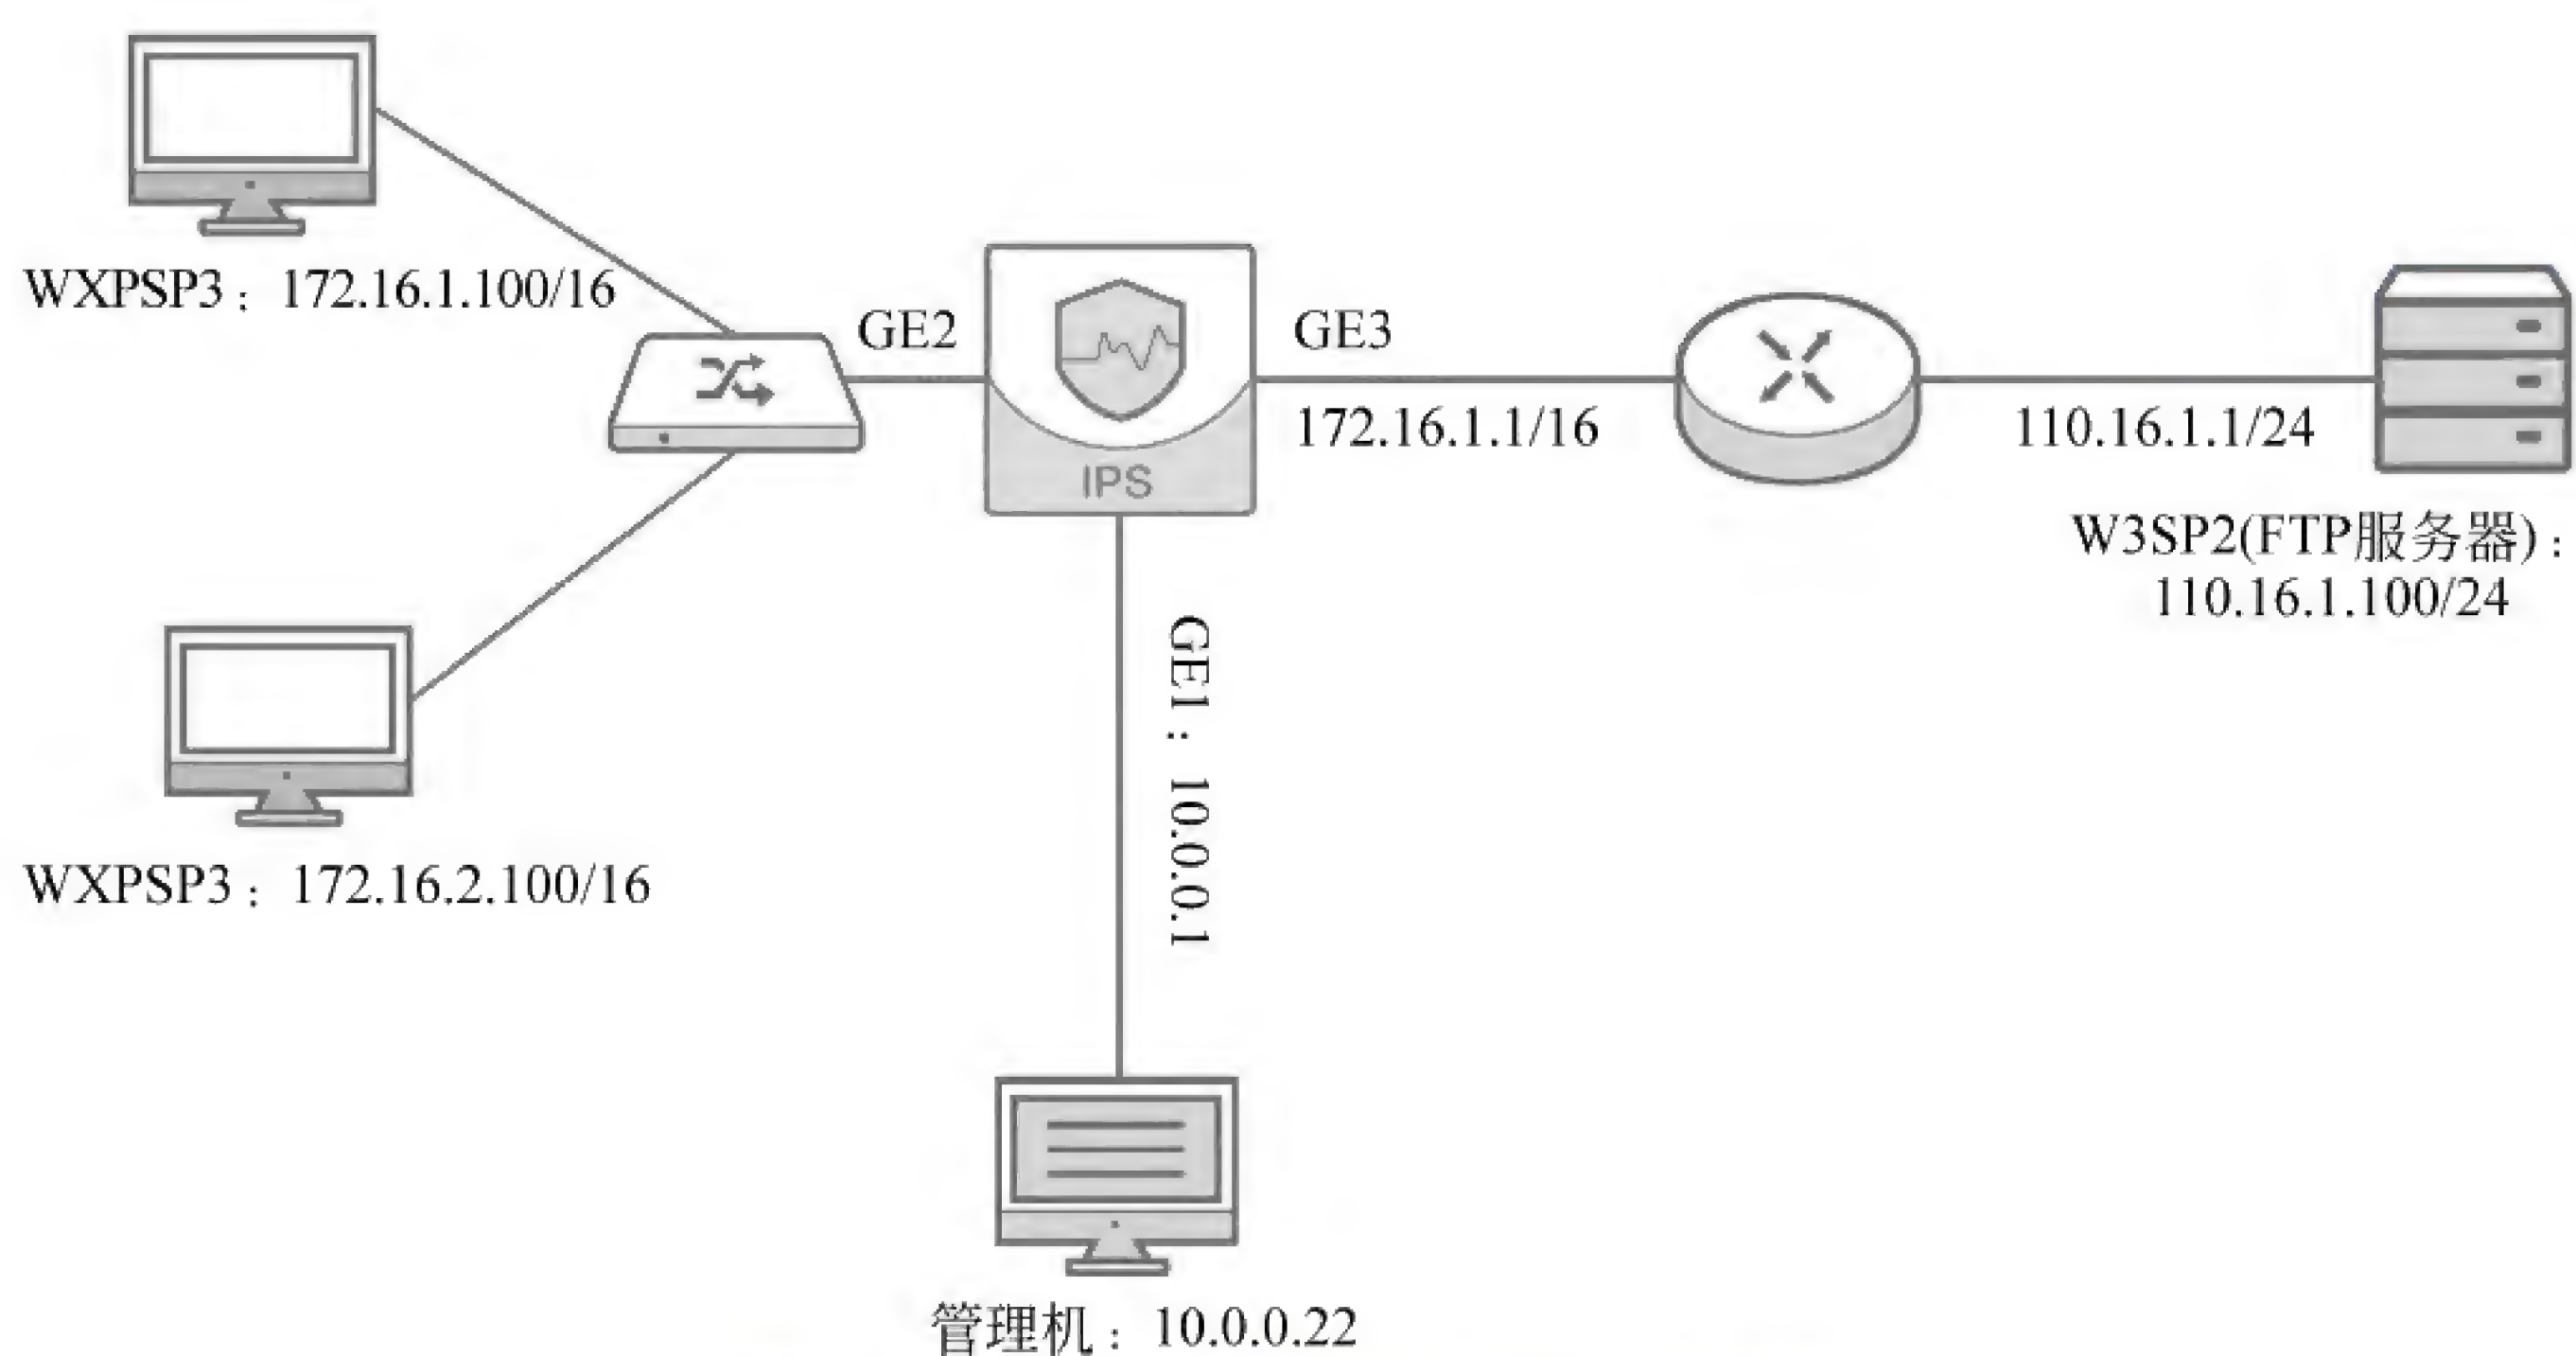 WXPSP3：172.16.1.100/16
GE2
GE3
172.16.1.1/16
110.16.1.1/24
IPS
W3SP2(FTP服务器)：
110.16.1.100/24
GE1：10.0.0.1
WXPSP3：172.16.2.100/16
管理机：10.0.0.22